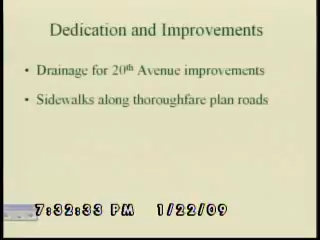 Dedication and Improvements
• Drainage for 20th Avenue improvements
• Sidewalks along thoroughfare plan roads
7:32:33 PM 1/22/09